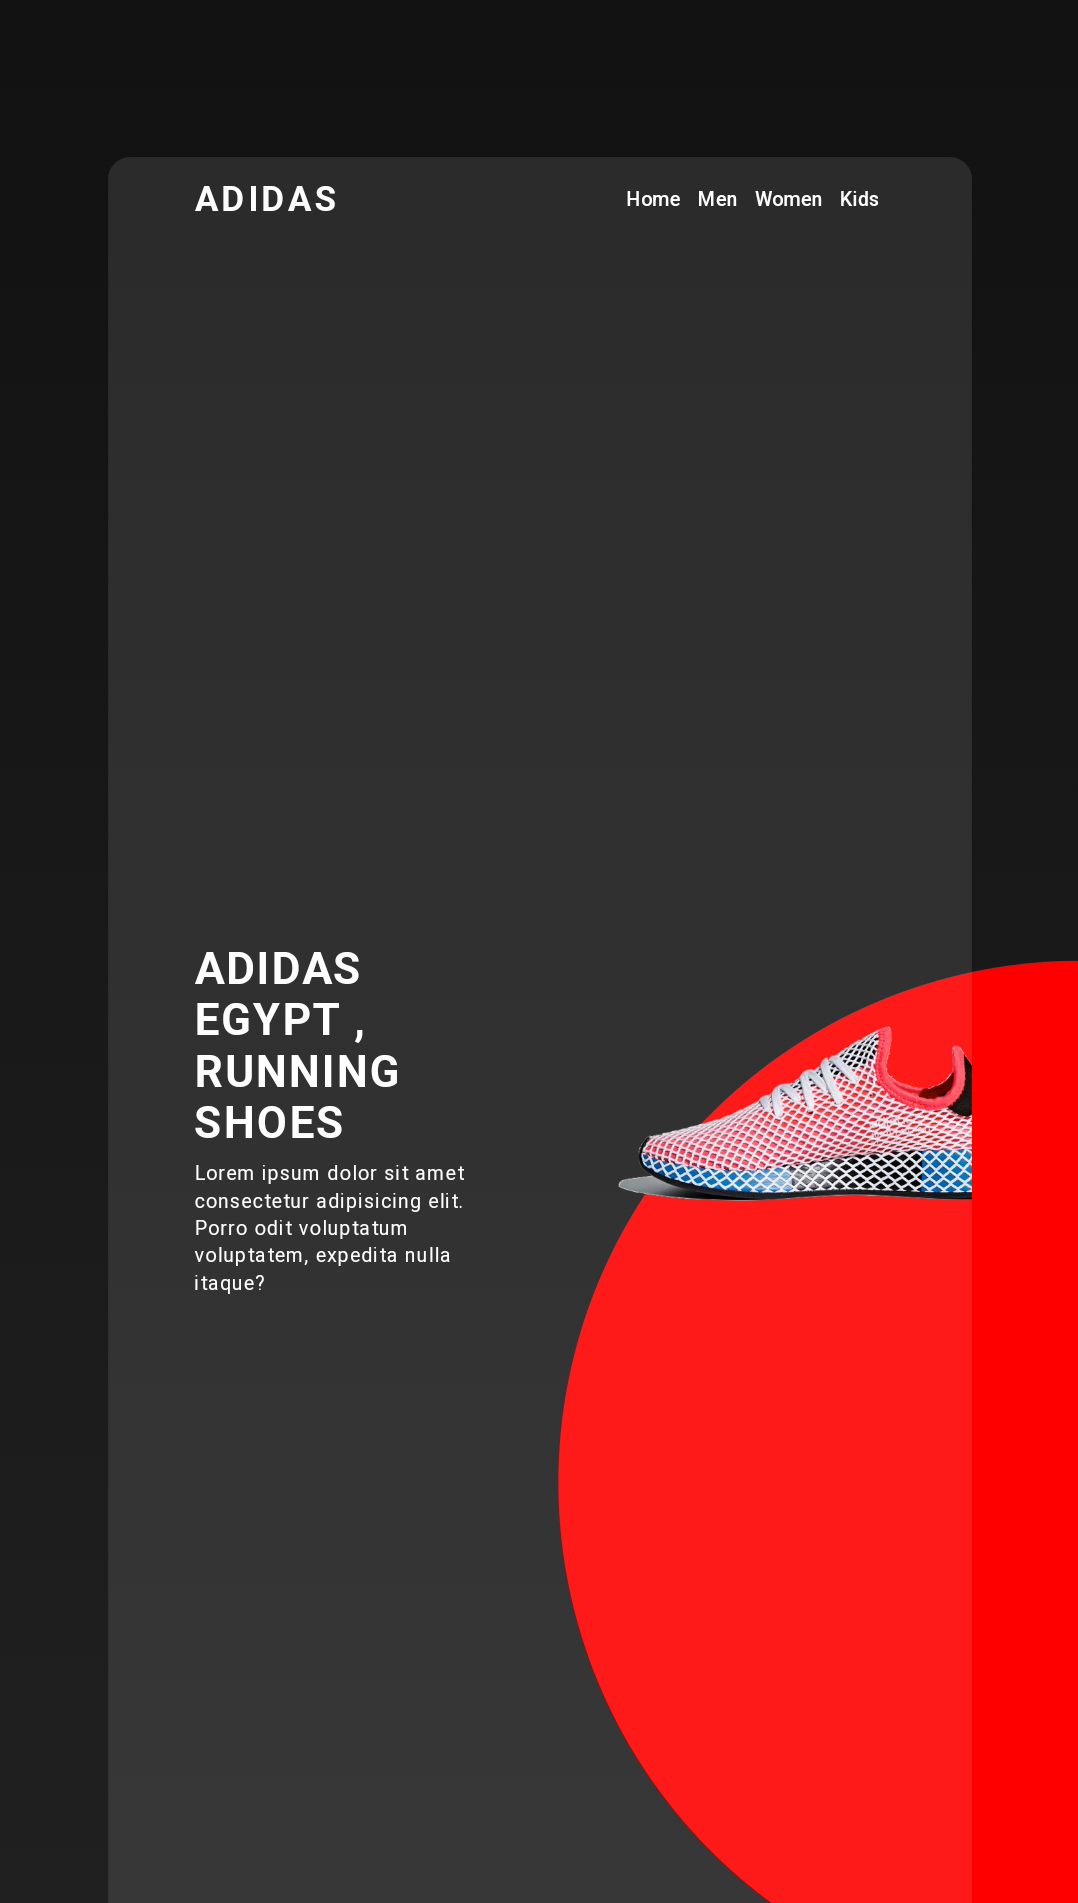 ADIDAS
Home Men Women Kids
ADIDAS
EGYPT ,
RUNNING
SHOES
Lorem ipsum dolor sit amet
consectetur adipisicing elit.
Porro odit voluptatum
voluptatem, expedita nulla
itaque?